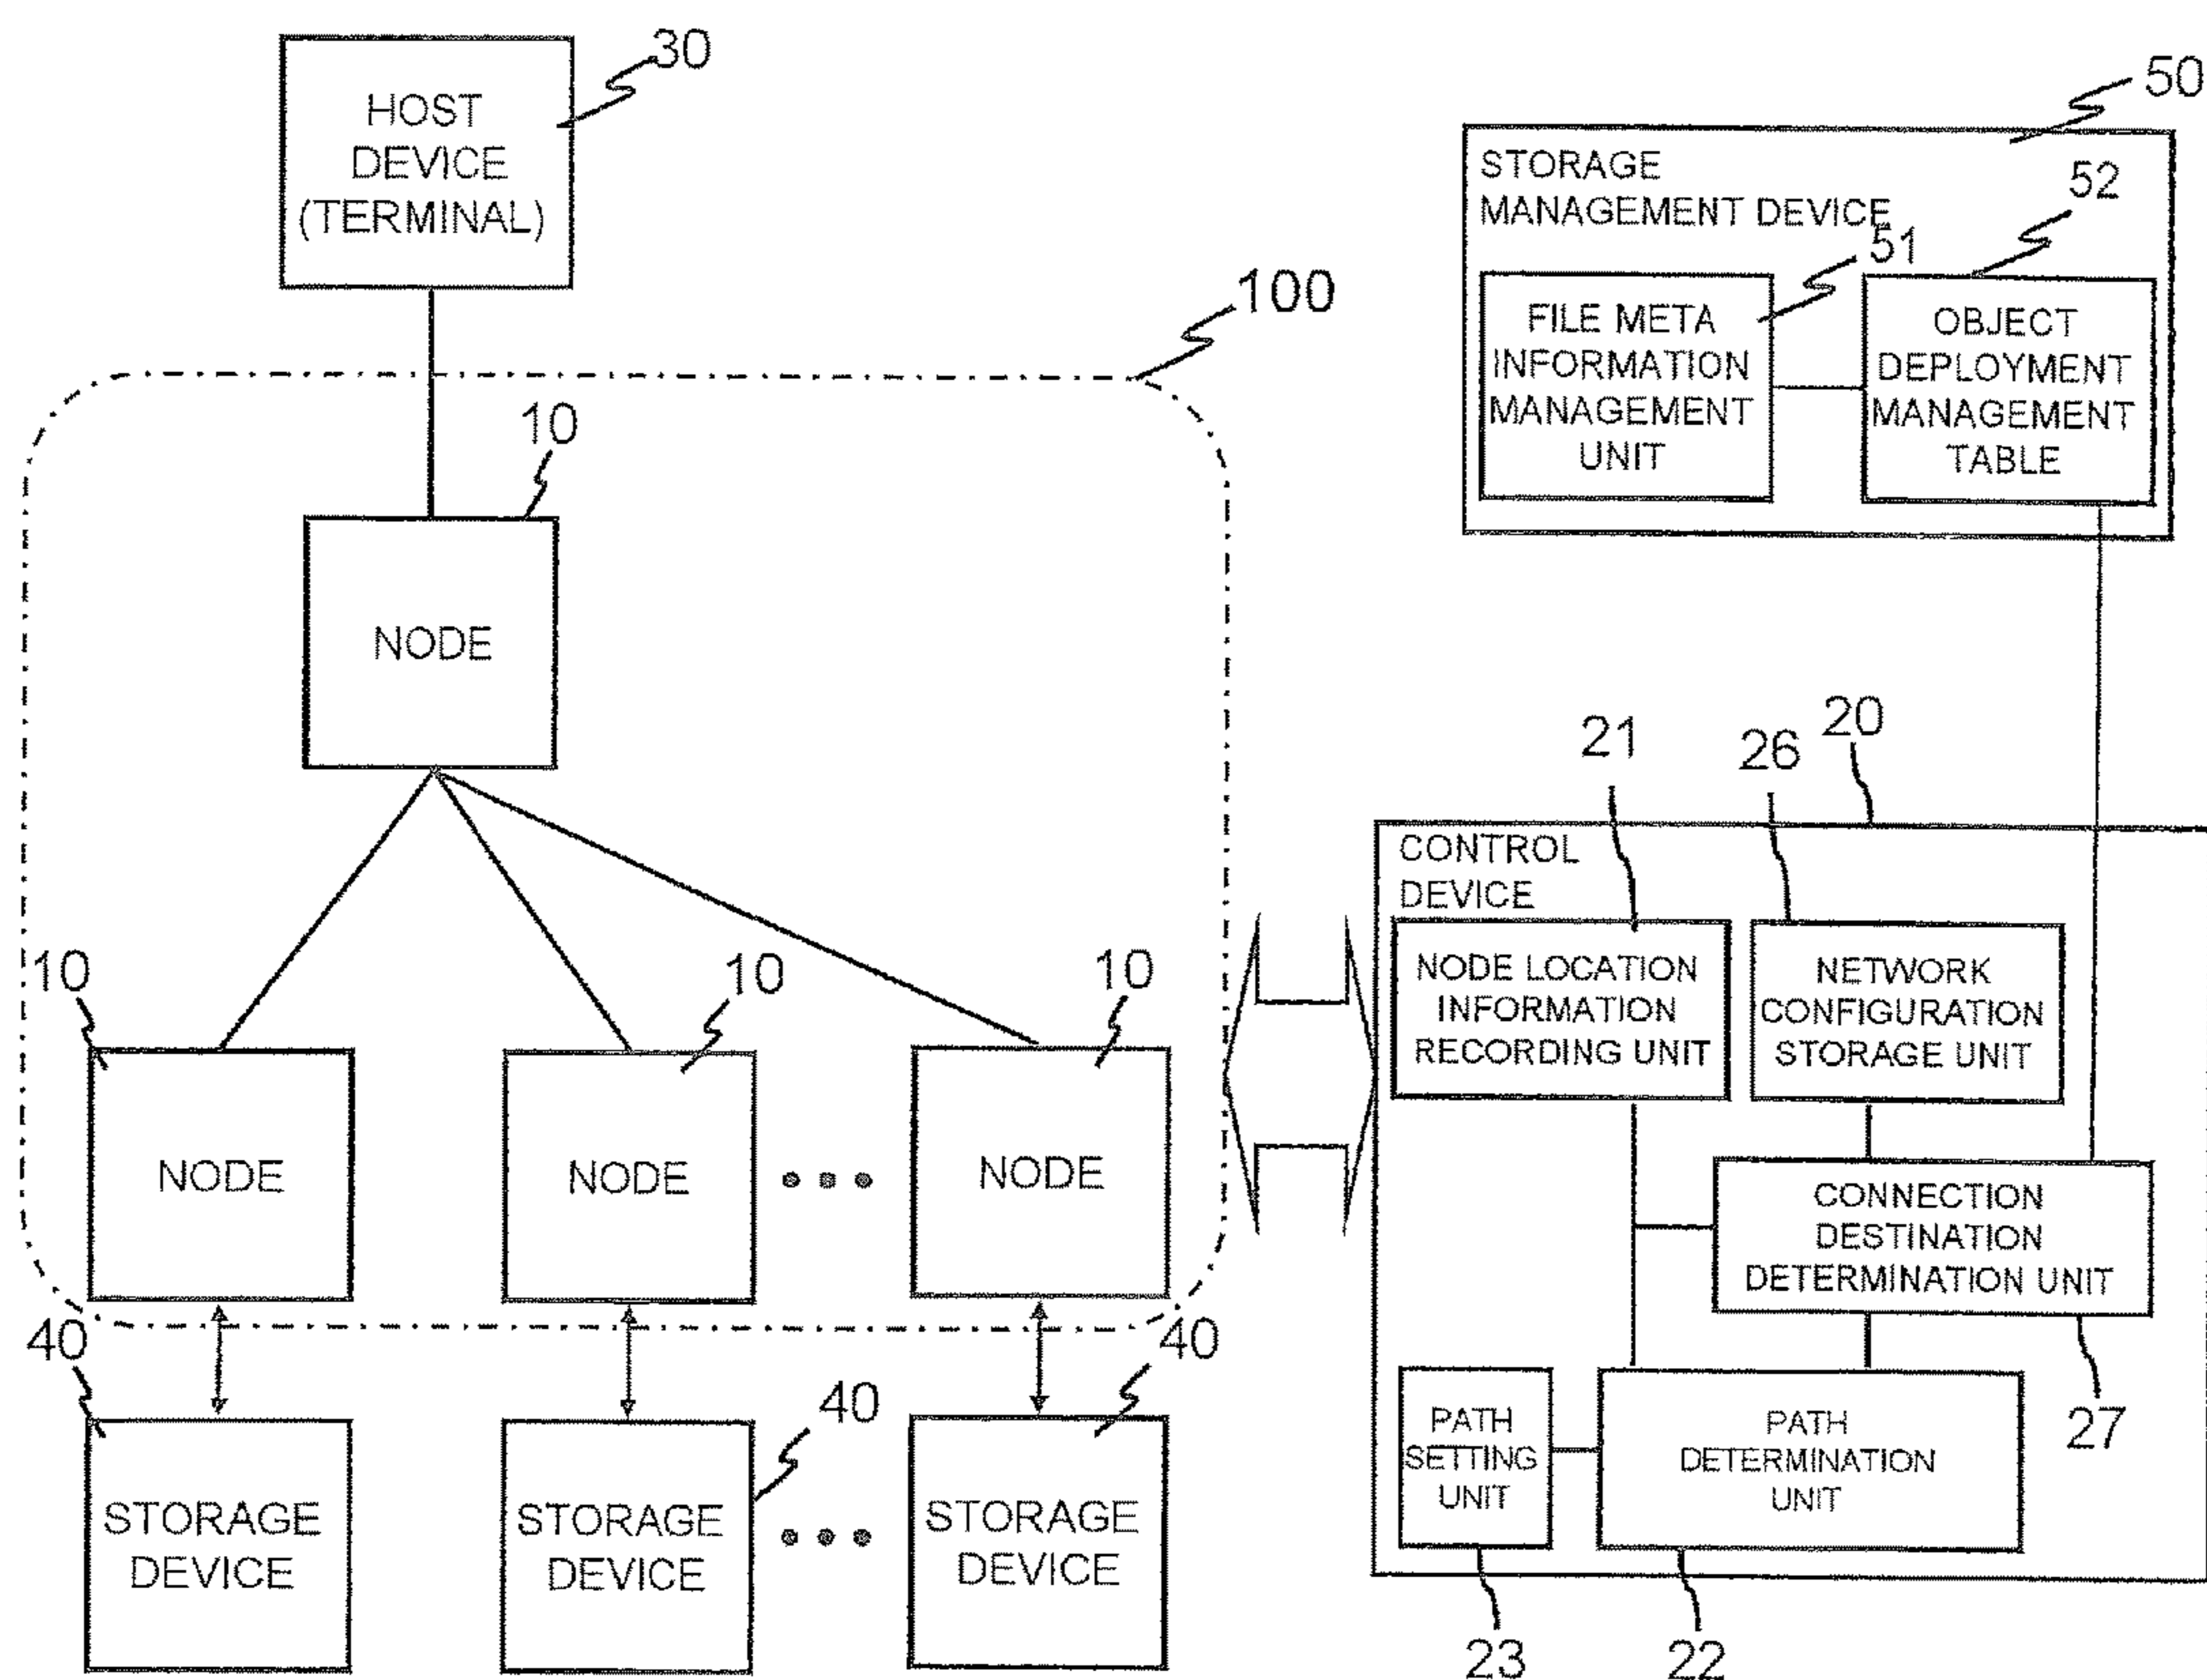 30
HOST
DEVICE
(TERMINAL)
100
10
NODE
10
10
10
NODE
NODE
NODE
40
40
40
STORAGE
DEVICE
STORAGE
DEVICE
STORAGE
DEVICE
50
STORAGE
MANAGEMENT DEVICE
52
51
FILE META
INFORMATION
MANAGEMENT
UNIT
OBJECT
DEPLOYMENT
MANAGEMENT
TABLE
20
21
26
CONTROL
DEVICE
NODE LOCATION
INFORMATION
RECORDING UNIT
NETWORK
CONFIGURATION
STORAGE UNIT
CONNECTION
DESTINATION
DETERMINATION UNIT
27
PATH
SETTING
UNIT
PATH
DETERMINATION
UNIT
23
22